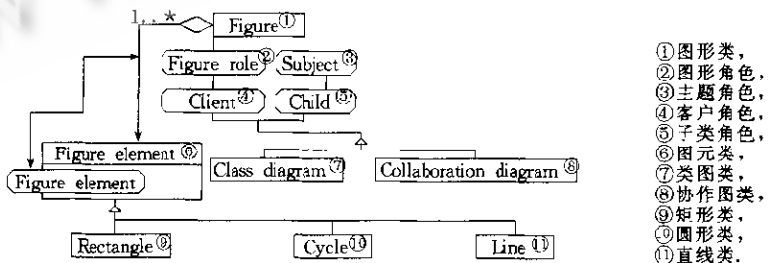 1..*
Figure①
Figure role② Subject③
Client④ Child⑤
Figure element⑥
Figure element
Class diagram⑦ Collaboration diagram⑧
Rectangle⑨ Cycle⑩ Line⑪
①图形类,
②图形角色,
③主题角色,
④客户角色,
⑤子类角色,
⑥图元类,
⑦类图类,
⑧协作图类,
⑨矩形类,
⑩圆形类,
⑪直线类.